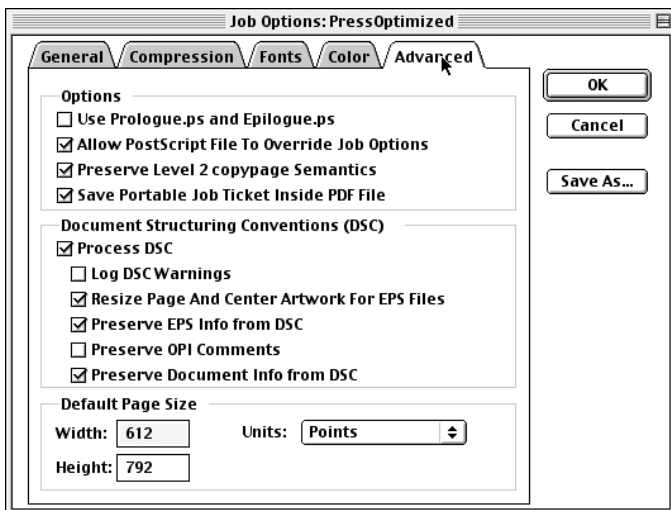 Job Options: PressOptimized
General Compression Fonts Color Advanced
Options
Use Prologue.ps and Epilogue.ps
Allow PostScript File To Override Job Options
Preserve Level 2 copypage Semantics
Save Portable Job Ticket Inside PDF File
Document Structuring Conventions (DSC)
Process DSC
Log DSC Warnings
Resize Page And Center Artwork For EPS Files
Preserve EPS Info from DSC
Preserve OPI Comments
Preserve Document Info from DSC
Default Page Size
Width: 612 Units: Points
Height: 792
OK
Cancel
Save As...